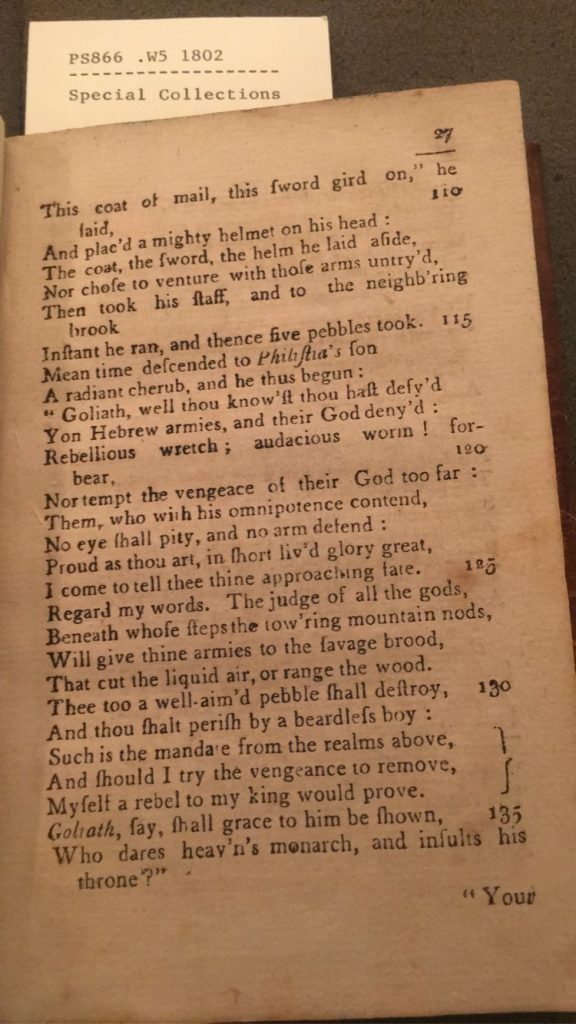 PS866 .W5 1802
-------------------
Special Collections
27
This coat of mail, this ſword gird on," he
ſaid, 110
And plac'd a mighty helmet on his head :
The coat, the ſword, the helm he laid aſide,
Nor choſe to venture with thoſe arms untry'd,
Then took his ſtaff, and to the neighb'ring
brook
Inſtant he ran, and thence five pebbles took. 115
Mean time deſcended to Philiſtia's ſon
A radiant cherub, and he thus begun :
" Goliath, well thou know'ſt thou haſt defy'd
Yon Hebrew armies, and their God deny'd :
Rebellious wretch ; audacious worm ! for-
bear, 120
Nor tempt the vengeace of their God too far :
Them, who with his omnipotence contend,
No eye ſhall pity, and no arm defend :
Proud as thou art, in ſhort liv'd glory great,
I come to tell thee thine approaching fate. 125
Regard my words. The judge of all the gods,
Beneath whoſe ſteps the tow'ring mountain nods,
Will give thine armies to the ſavage brood,
That cut the liquid air, or range the wood.
Thee too a well-aim'd pebble ſhall deſtroy, 130
And thou ſhalt periſh by a beardleſs boy :
Such is the mandate from the realms above,
And ſhould I try the vengeance to remove,
Myſelf a rebel to my king would prove.
Goliath, ſay, ſhall grace to him be ſhown, 135
Who dares heav'n's monarch, and inſults his
throne ?"
" Your